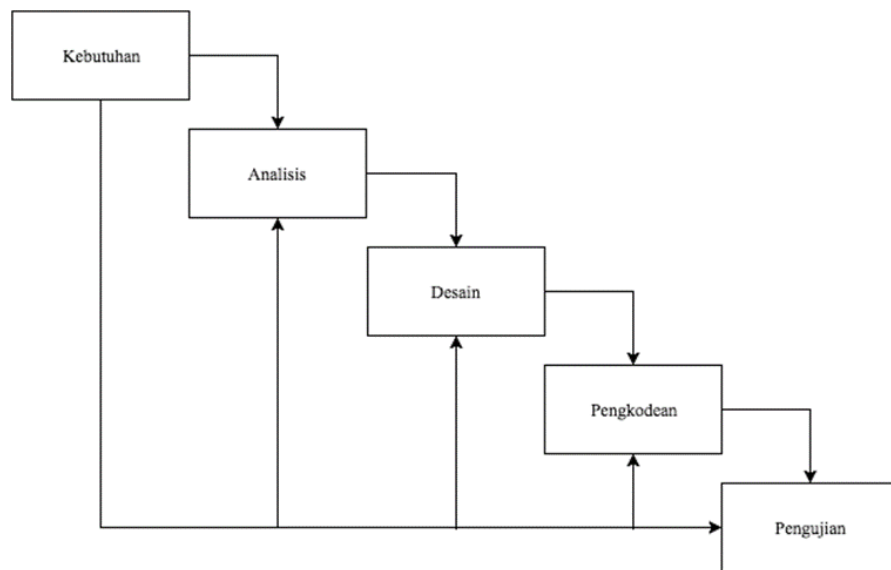 Kebutuhan
Analisis
Desain
Pengkodean
Pengujian